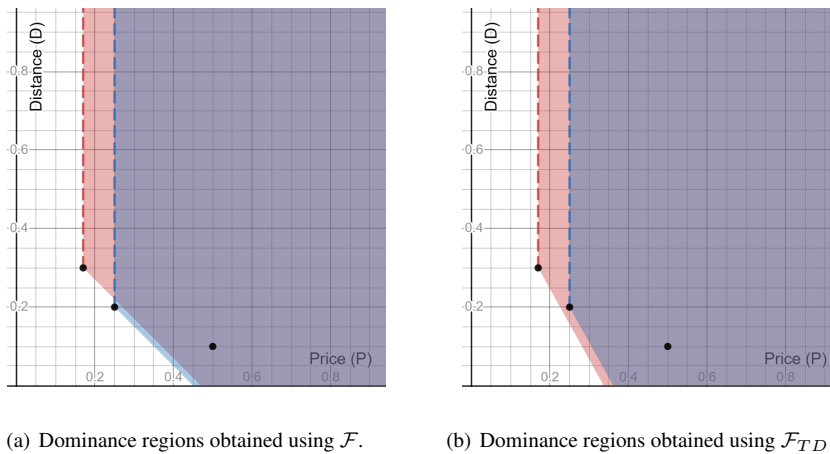 Distance (D)
0.8
0.6
0.4
0.2
Price (P)
0.2 0.4 0.6 0.8
(a) Dominance regions obtained using F.
Distance (D)
0.8
0.6
0.4
0.2
Price (P)
0.2 0.4 0.6 0.8
(b) Dominance regions obtained using F_{TD}